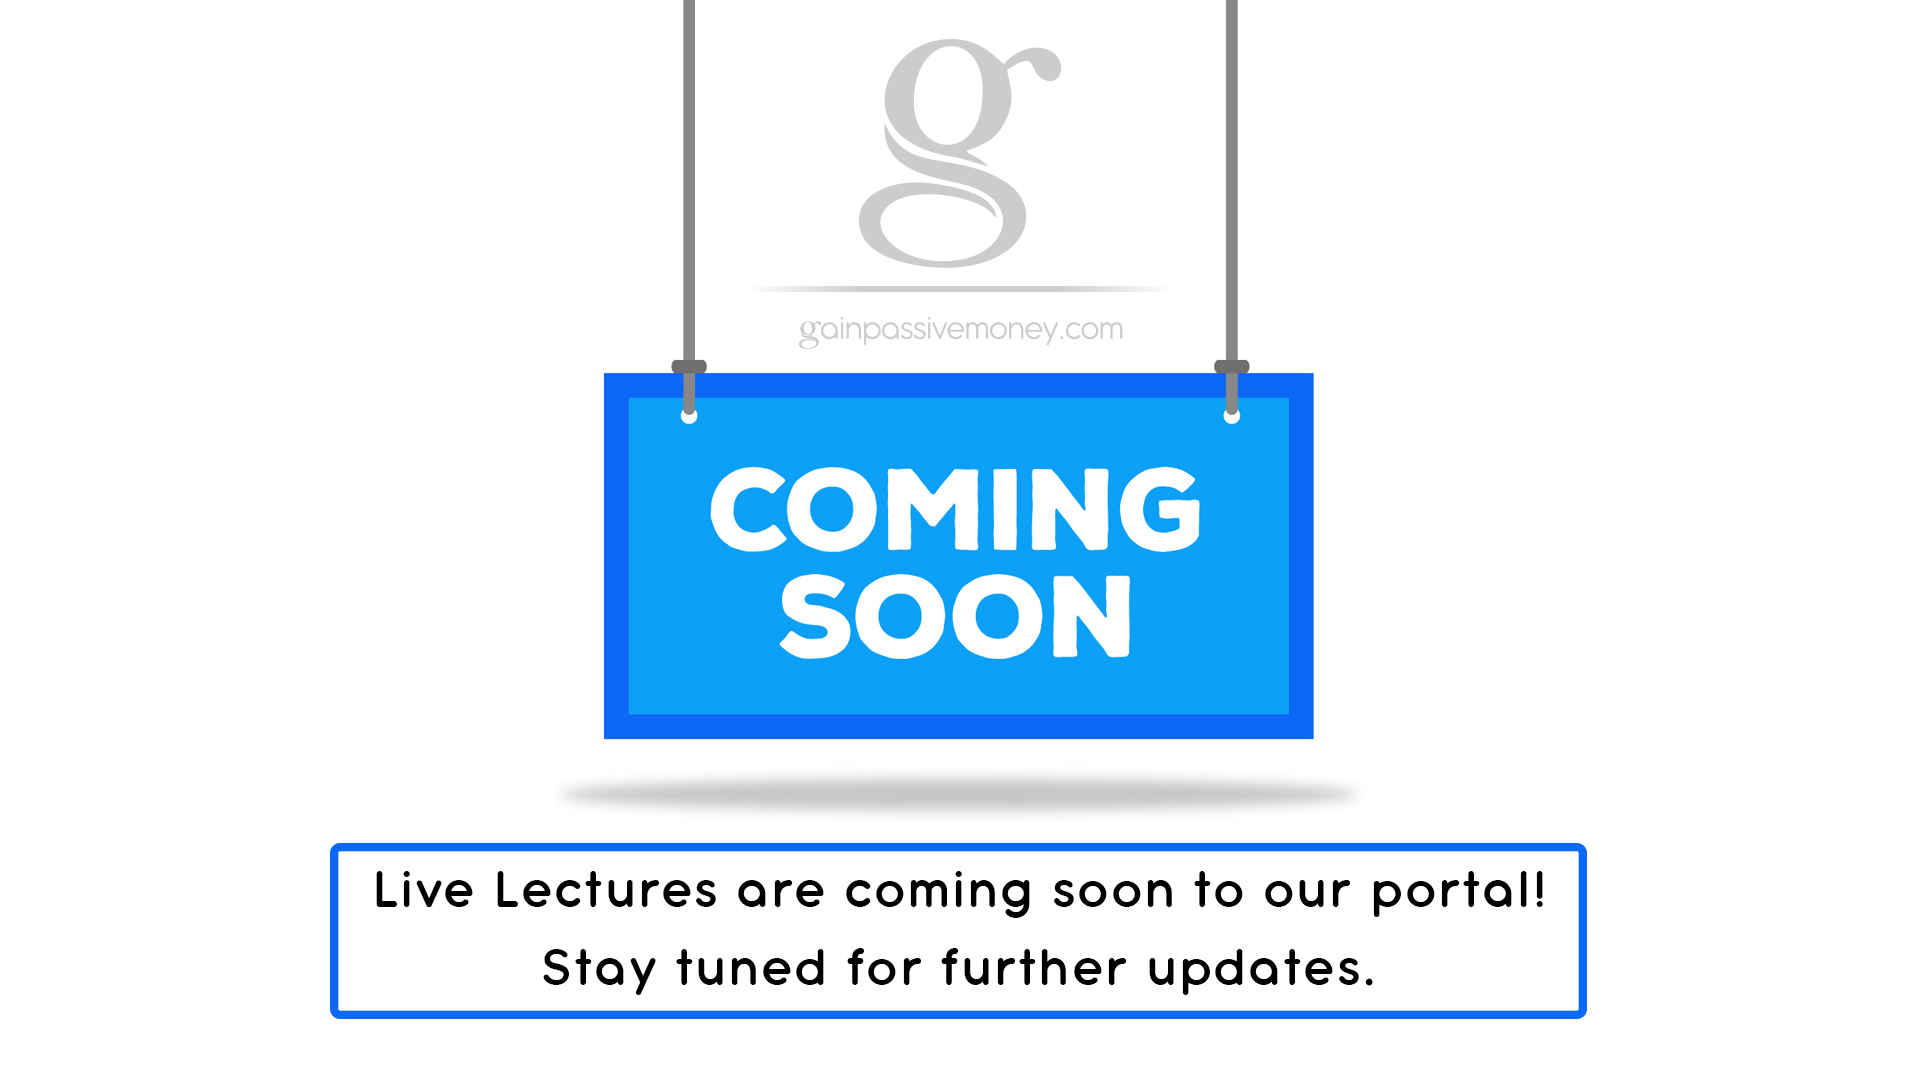 g
gainpassivemoney.com
COMING
SOON
Live Lectures are coming soon to our portal!
Stay tuned for further updates.